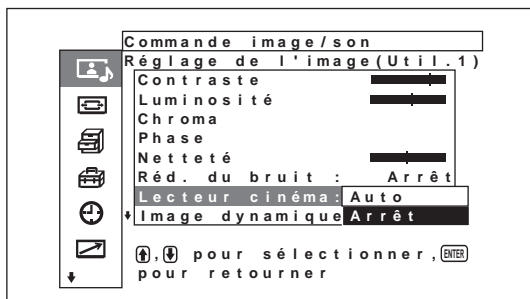 Commande image/son
Réglage de l'image(Util.1)
Contraste
Luminosité
Chroma
Phase
Netteté
Réd. du bruit : Arrêt
Lecteur cinéma: Auto
Image dynamique Arrêt
, pour sélectionner, ENTER
pour retourner